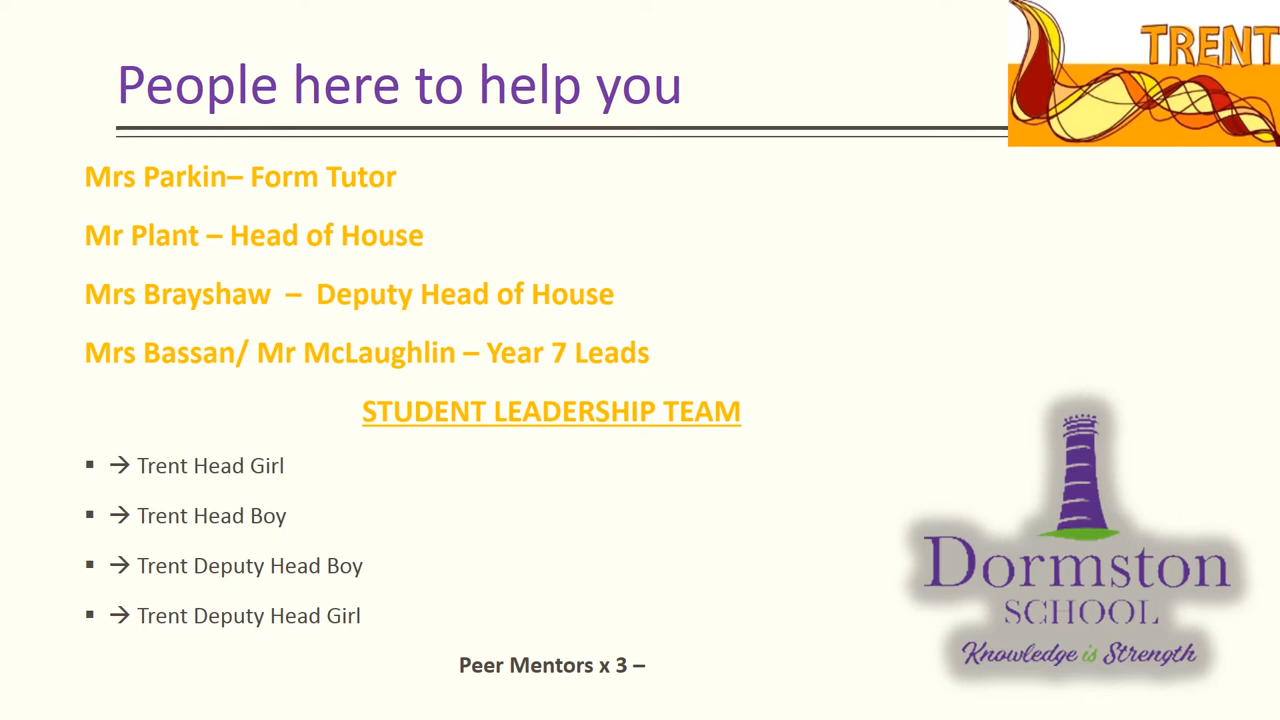 TRENT
People here to help you
Mrs Parkin– Form Tutor
Mr Plant – Head of House
Mrs Brayshaw – Deputy Head of House
Mrs Bassan/ Mr McLaughlin – Year 7 Leads
STUDENT LEADERSHIP TEAM
▪ → Trent Head Girl
▪ → Trent Head Boy
▪ → Trent Deputy Head Boy
▪ → Trent Deputy Head Girl
Peer Mentors x 3 –
Dormston
SCHOOL
Knowledge is Strength